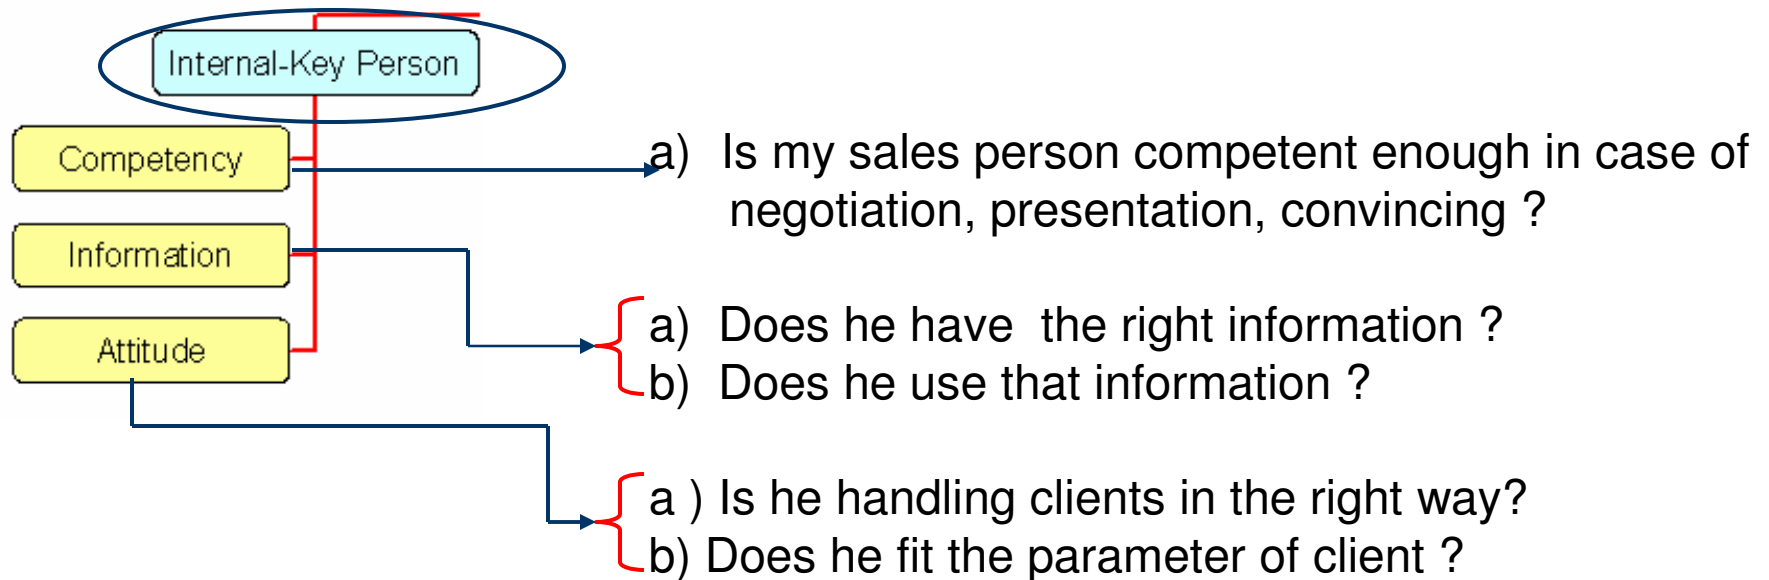 Internal-Key Person
Competency
a) Is my sales person competent enough in case of
negotiation, presentation, convincing ?
Information
a) Does he have the right information ?
b) Does he use that information ?
Attitude
a ) Is he handling clients in the right way?
b) Does he fit the parameter of client ?